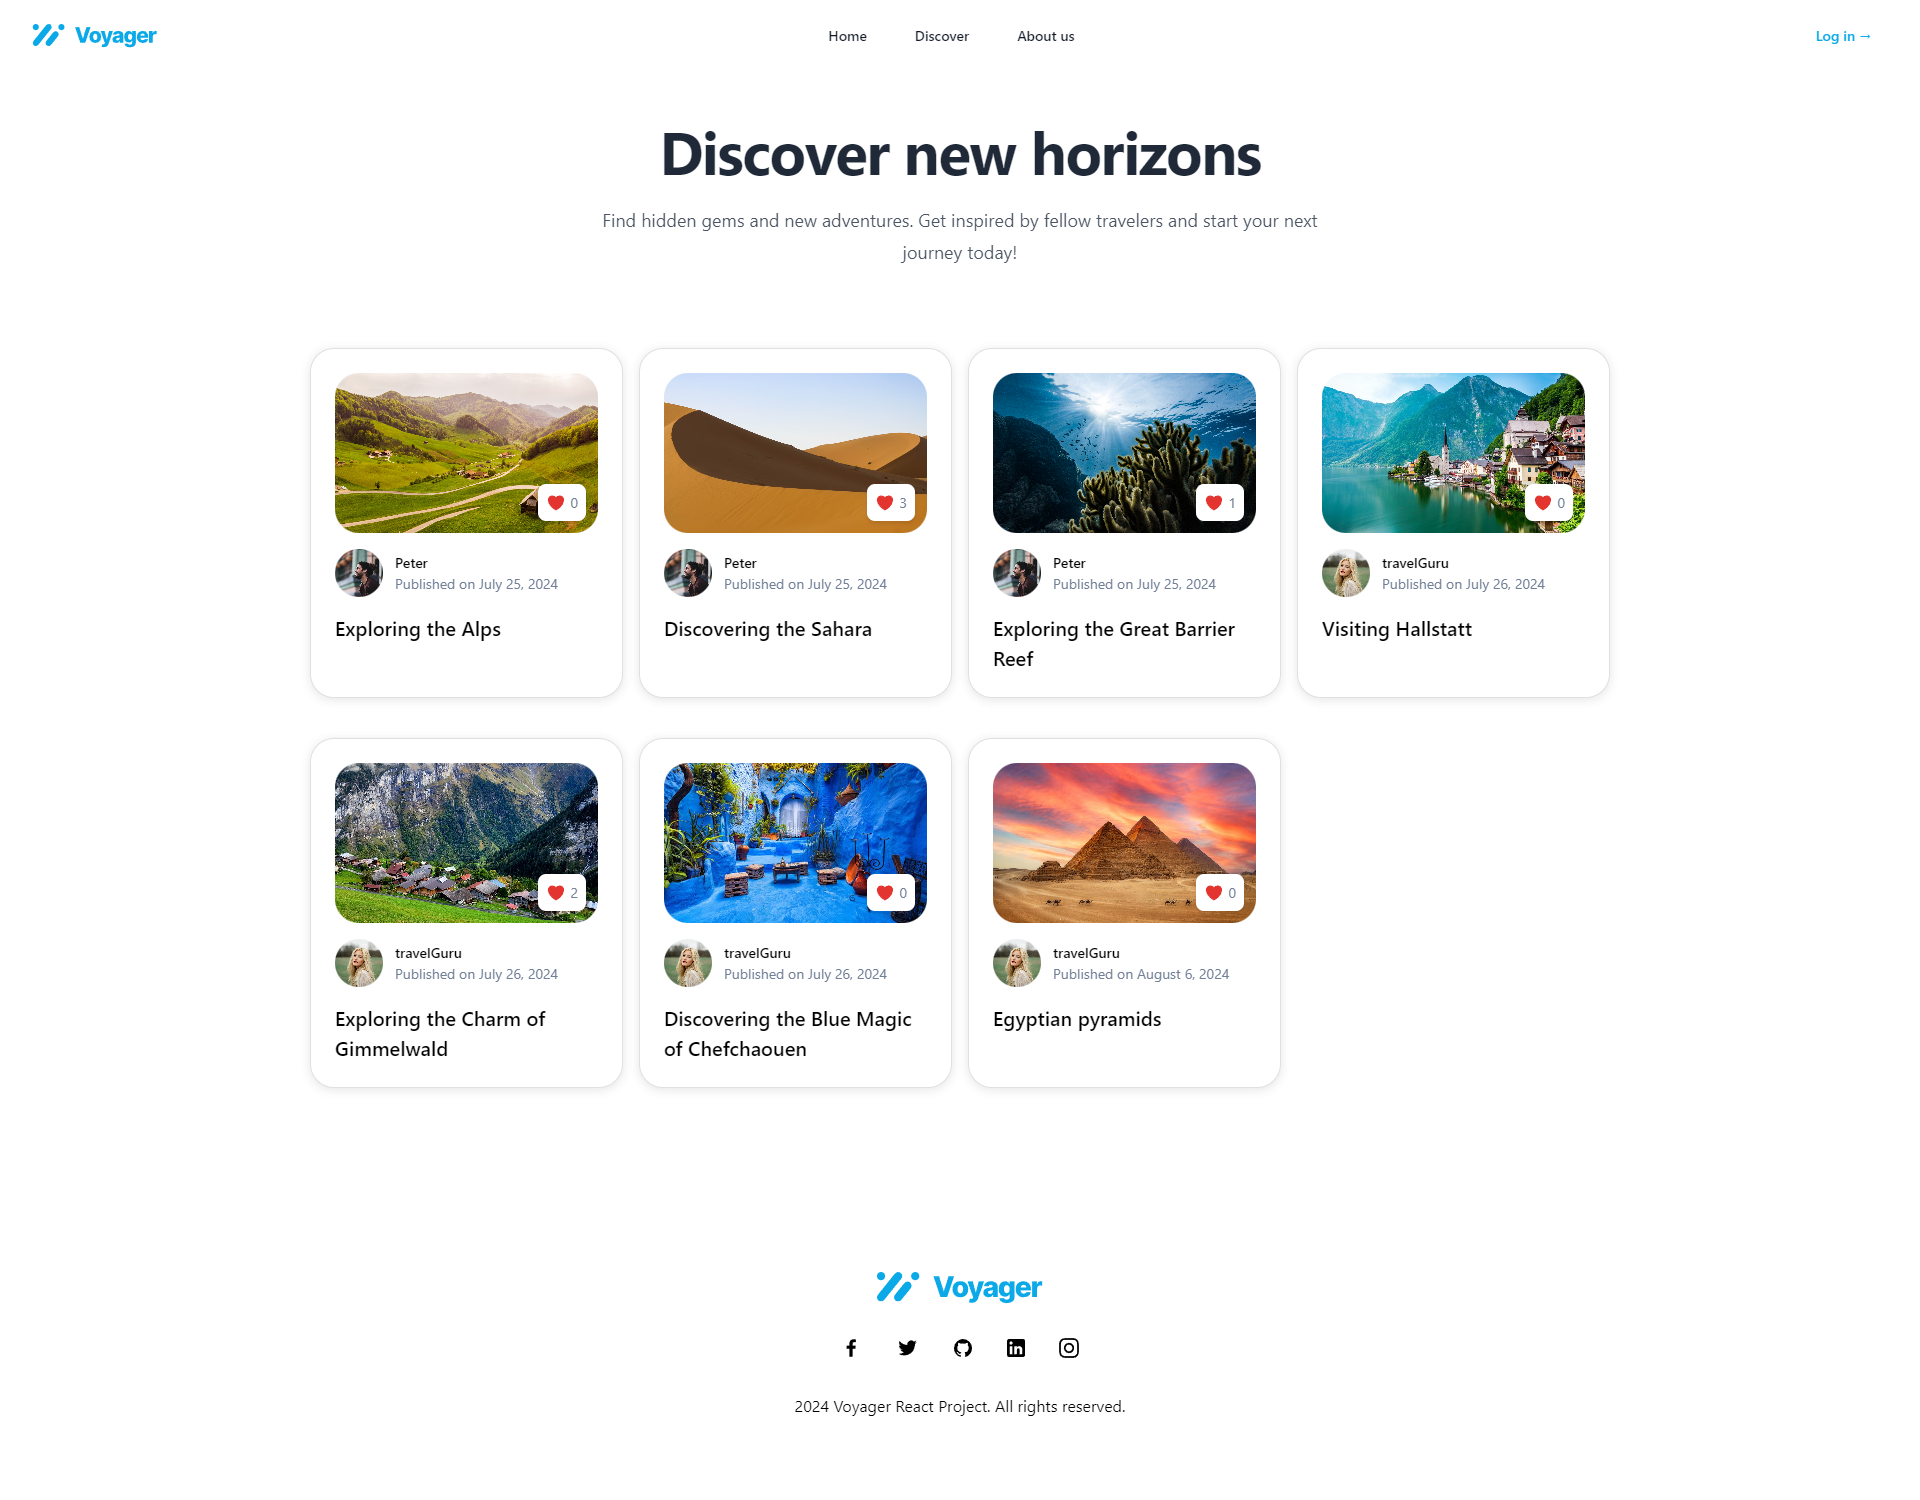 Voyager
Home
Discover
About us
Log in →
Discover new horizons
Find hidden gems and new adventures. Get inspired by fellow travelers and start your next
journey today!
0
3
1
0
Peter
Published on July 25, 2024
Exploring the Alps
Peter
Published on July 25, 2024
Discovering the Sahara
Peter
Published on July 25, 2024
Exploring the Great Barrier
Reef
travelGuru
Published on July 26, 2024
Visiting Hallstatt
2
0
0
travelGuru
Published on July 26, 2024
Exploring the Charm of
Gimmelwald
travelGuru
Published on July 26, 2024
Discovering the Blue Magic
of Chefchaouen
travelGuru
Published on August 6, 2024
Egyptian pyramids
Voyager
2024 Voyager React Project. All rights reserved.